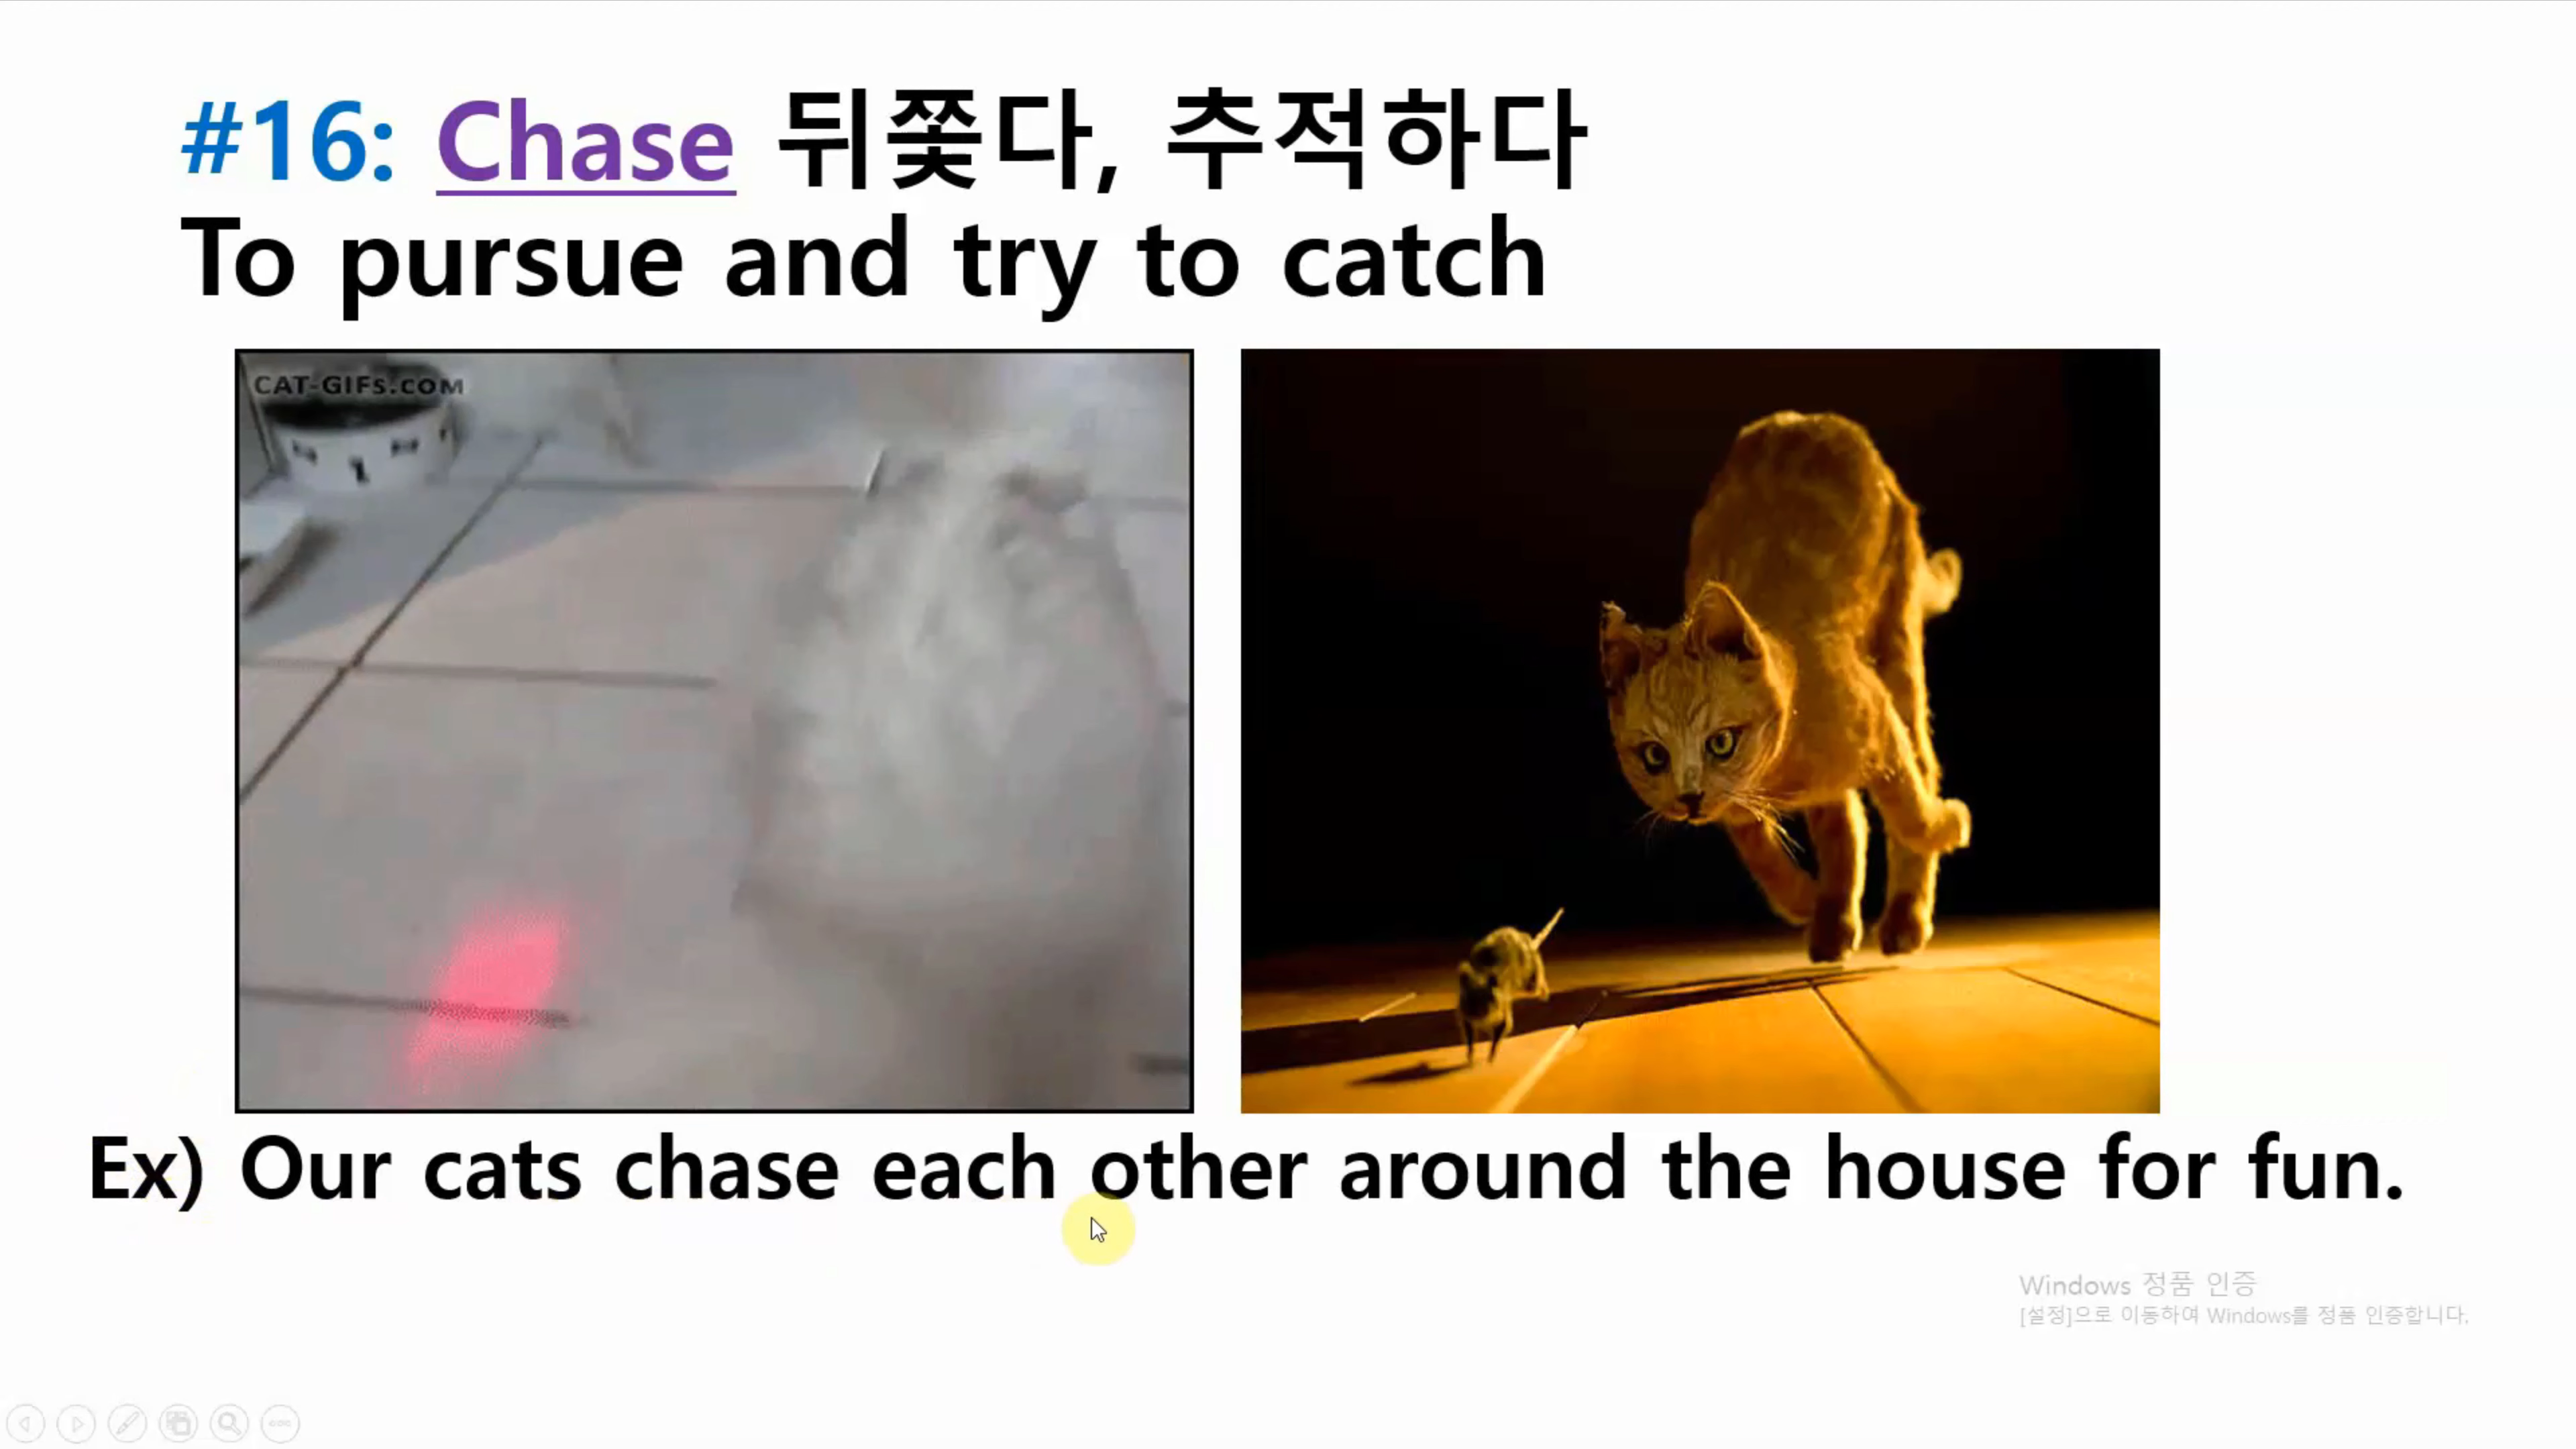 #16: Chase 뒤쫓다, 추적하다
To pursue and try to catch
CAT-GIFS.COM
Ex) Our cats chase each other around the house for fun.
Windows 정품 인증
[설정]으로 이동하여 Windows를 정품 인증합니다.